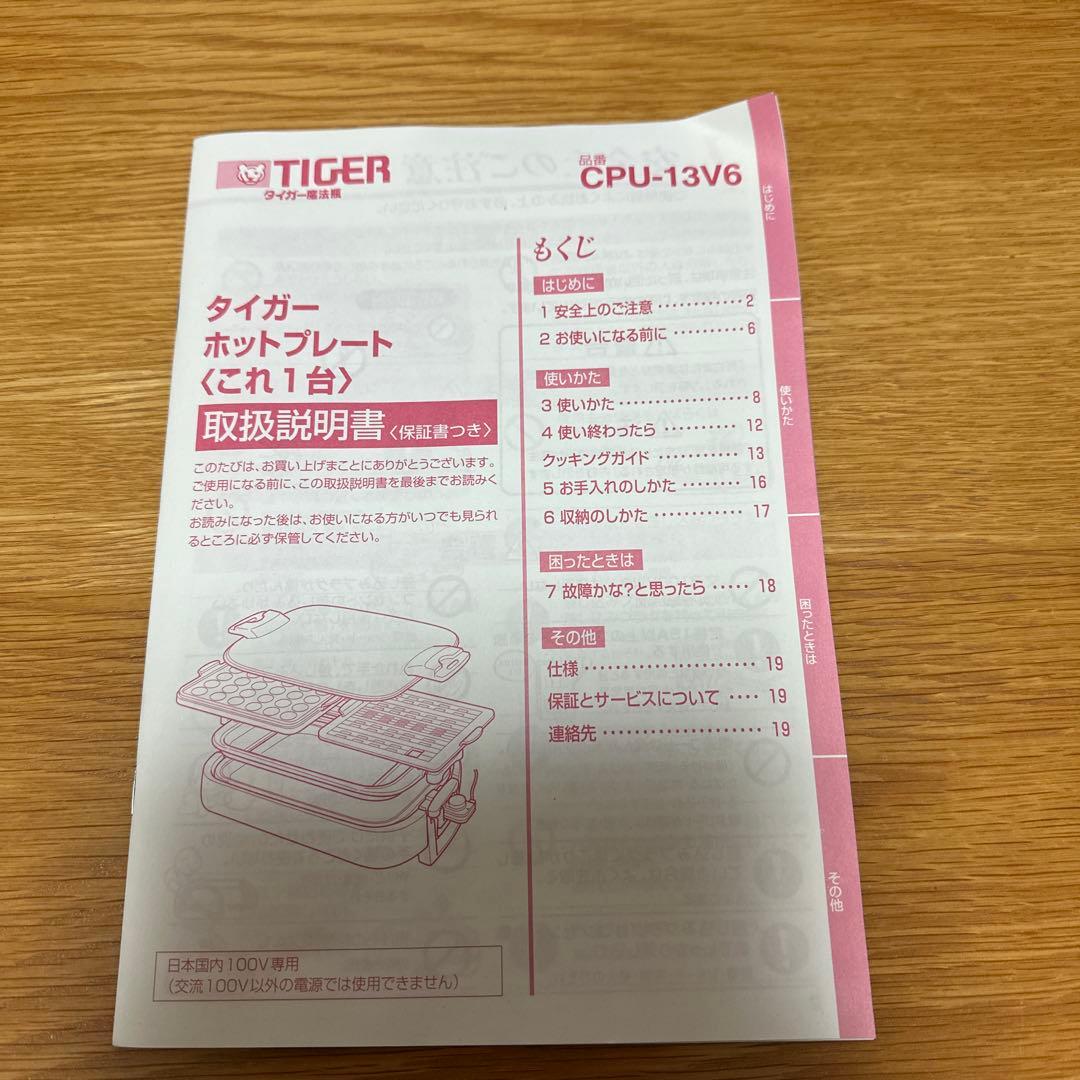 TIGER
タイガー魔法瓶
品番
CPU-13V6
タイガー
ホットプレート
〈これ1台〉
取扱説明書〈保証書つき〉
このたびは、お買い上げまことにありがとうございます。
ご使用になる前に、この取扱説明書を最後までお読みく
ださい。
お読みになった後は、お使いになる方がいつでも見られ
るところに必ず保管してください。
日本国内100V専用
(交流100V以外の電源では使用できません)
もくじ
はじめに
1 安全上のご注意 ············ 2
2 お使いになる前に ·········· 6
使いかた
3 使いかた ·················· 8
4 使い終わったら ·········· 12
クッキングガイド ··········· 13
5 お手入れのしかた ········ 16
6 収納のしかた ············ 17
困ったときは
7 故障かな?と思ったら ····· 18
その他
仕様 ······················· 19
保証とサービスについて ···· 19
連絡先 ····················· 19
はじめに
使いかた
困ったときは
その他